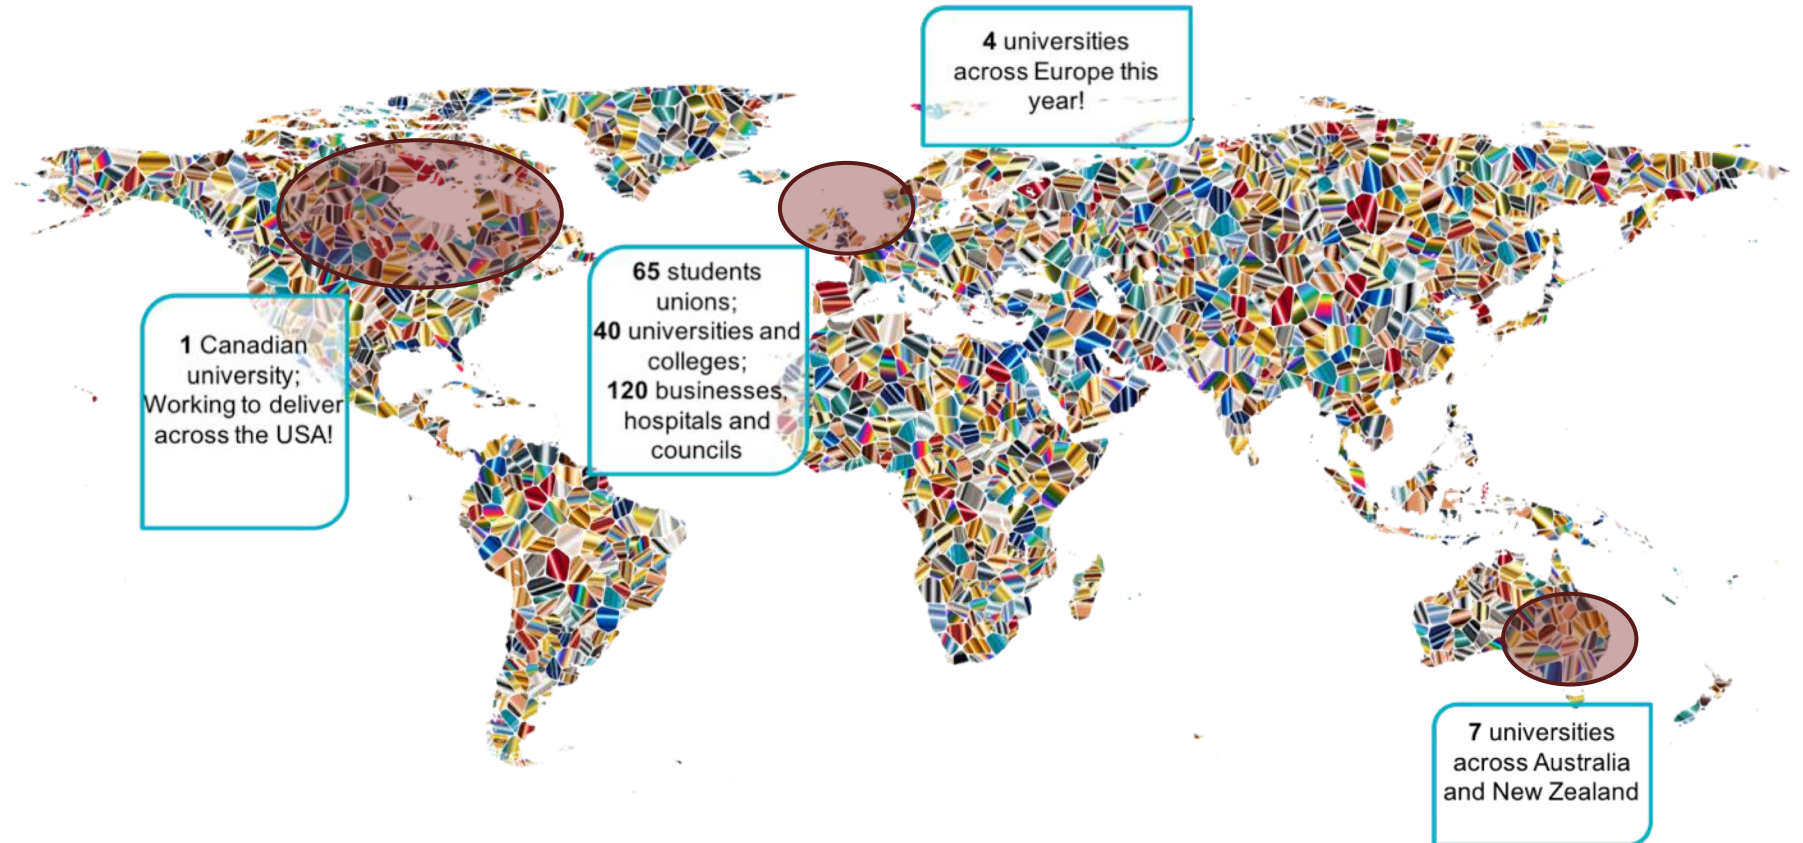 4 universities
across Europe this
year!
65 students
unions;
40 universities and
colleges;
120 businesses,
hospitals and
councils
1 Canadian
university;
Working to deliver
across the USA!
7 universities
across Australia
and New Zealand